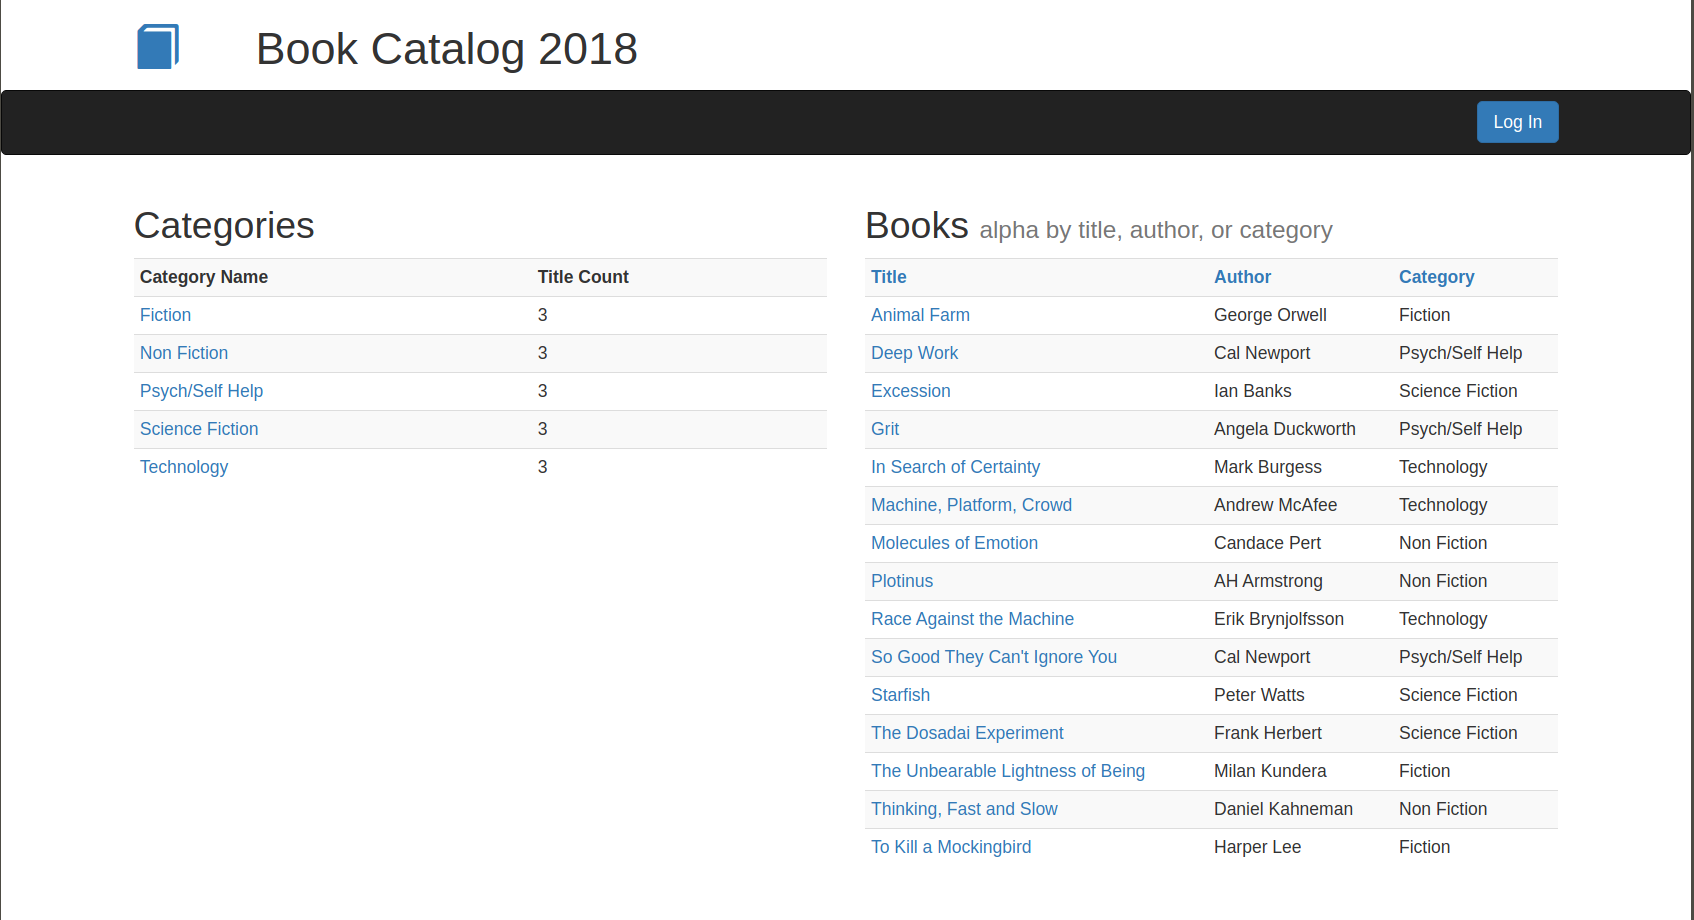 Book Catalog 2018
Log In
Categories
Category Name Title Count
Fiction 3
Non Fiction 3
Psych/Self Help 3
Science Fiction 3
Technology 3
Books alpha by title, author, or category
Title Author Category
Animal Farm George Orwell Fiction
Deep Work Cal Newport Psych/Self Help
Excession Ian Banks Science Fiction
Grit Angela Duckworth Psych/Self Help
In Search of Certainty Mark Burgess Technology
Machine, Platform, Crowd Andrew McAfee Technology
Molecules of Emotion Candace Pert Non Fiction
Plotinus AH Armstrong Non Fiction
Race Against the Machine Erik Brynjolfsson Technology
So Good They Can't Ignore You Cal Newport Psych/Self Help
Starfish Peter Watts Science Fiction
The Dosadai Experiment Frank Herbert Science Fiction
The Unbearable Lightness of Being Milan Kundera Fiction
Thinking, Fast and Slow Daniel Kahneman Non Fiction
To Kill a Mockingbird Harper Lee Fiction